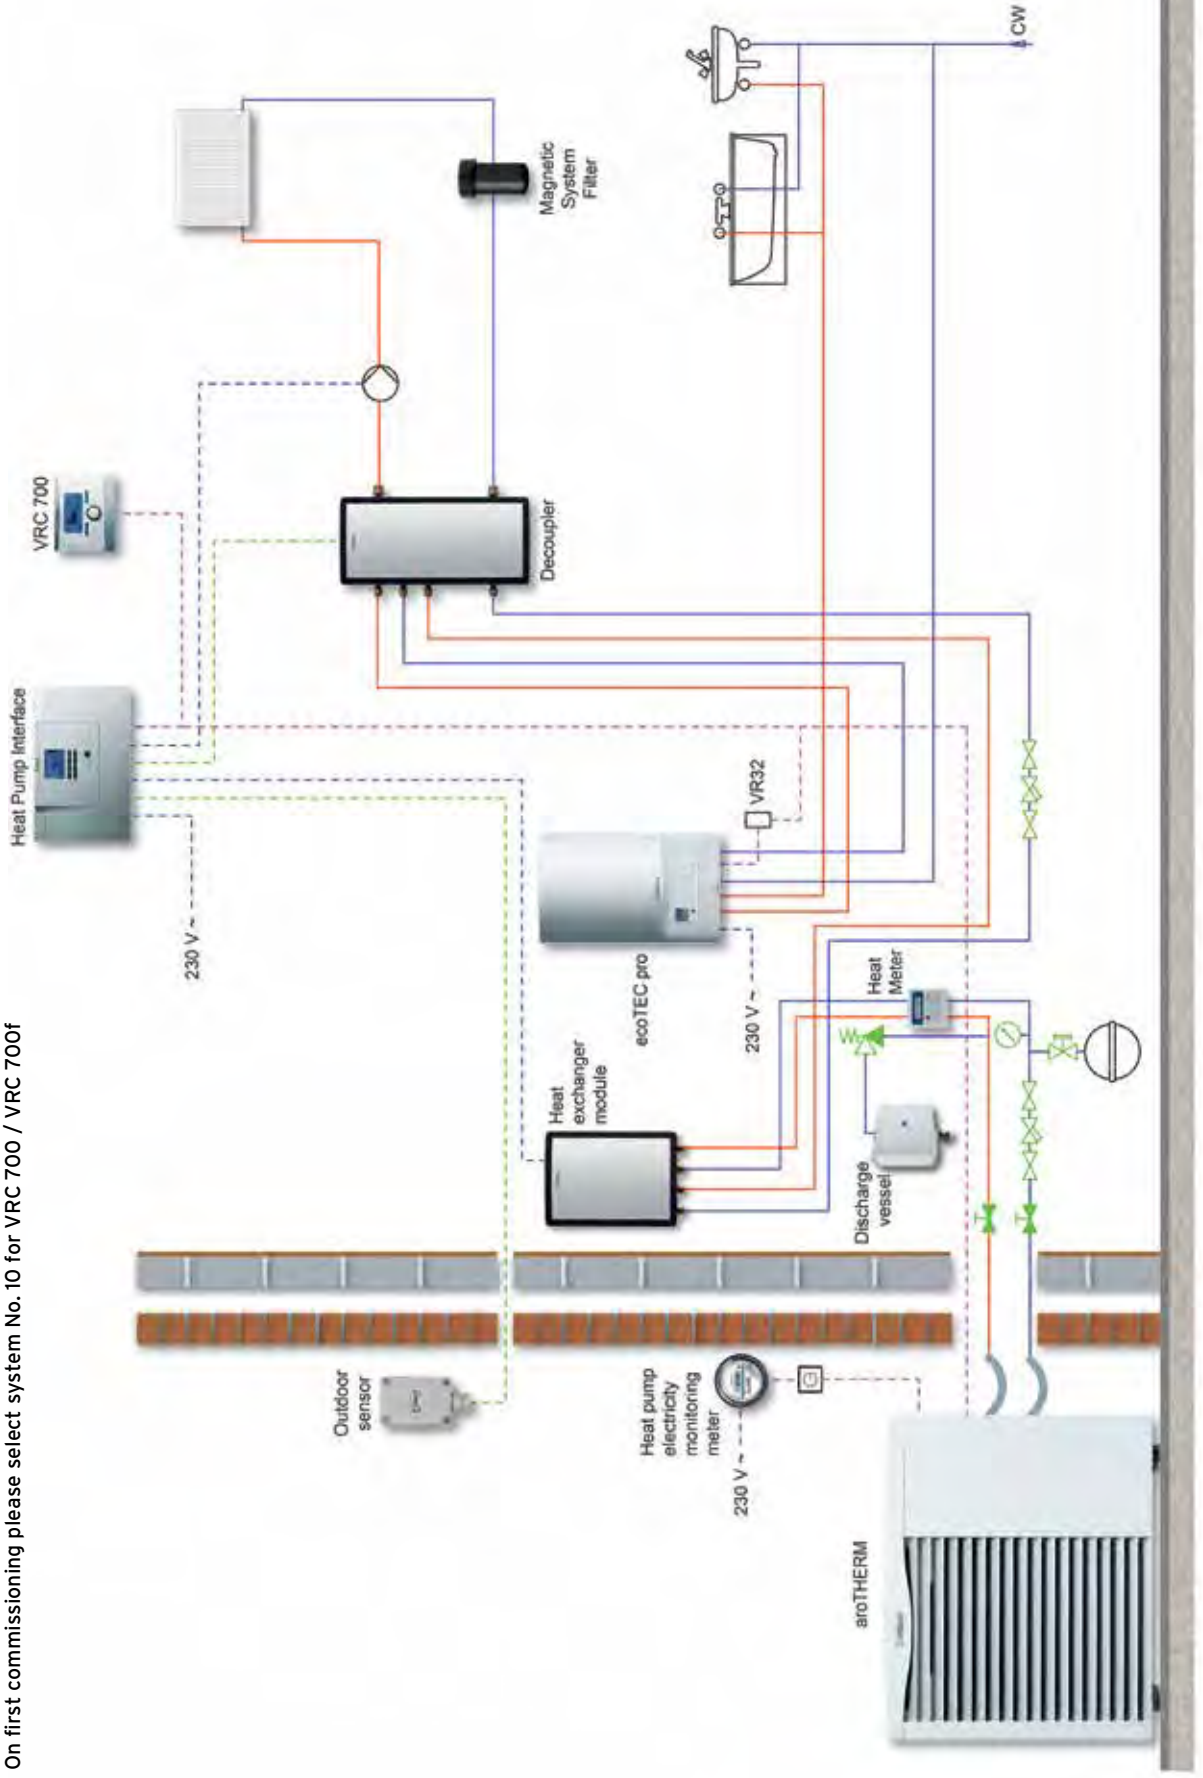 On first commissioning please select system No. 10 for VRC 700 / VRC 700f
Heat Pump Interface
VRC 700
230 V ~
Outdoor
sensor
Heat
exchanger
module
ecoTEC pro
230 V ~
VR32
Decoupler
Magnetic
System
Filter
Heat pump
electricity
monitoring
meter
230 V ~
Discharge
vessel
Heat
Meter
aroTHERM
CW